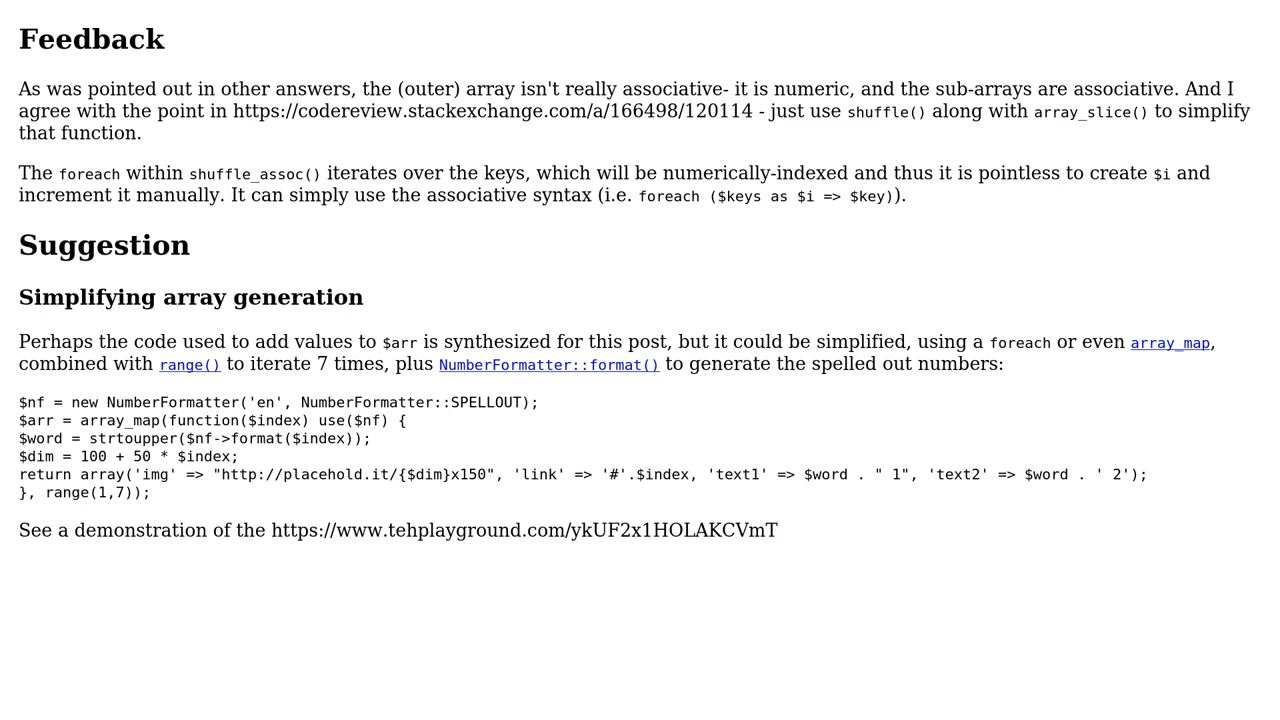 Feedback
As was pointed out in other answers, the (outer) array isn't really associative- it is numeric, and the sub-arrays are associative. And I
agree with the point in https://codereview.stackexchange.com/a/166498/120114 - just use shuffle() along with array_slice() to simplify
that function.
The foreach within shuffle_assoc() iterates over the keys, which will be numerically-indexed and thus it is pointless to create $i and
increment it manually. It can simply use the associative syntax (i.e. foreach ($keys as $i => $key)).
Suggestion
Simplifying array generation
Perhaps the code used to add values to $arr is synthesized for this post, but it could be simplified, using a foreach or even array_map,
combined with range() to iterate 7 times, plus NumberFormatter::format() to generate the spelled out numbers:
$nf = new NumberFormatter('en', NumberFormatter::SPELLOUT);
$arr = array_map(function($index) use($nf) {
$word = strtoupper($nf->format($index));
$dim = 100 + 50 * $index;
return array('img' => "http://placehold.it/{$dim}x150", 'link' => '#'.$index, 'text1' => $word . " 1", 'text2' => $word . ' 2');
}, range(1,7));
See a demonstration of the https://www.tehplayground.com/ykUF2x1HOLAKCVmT